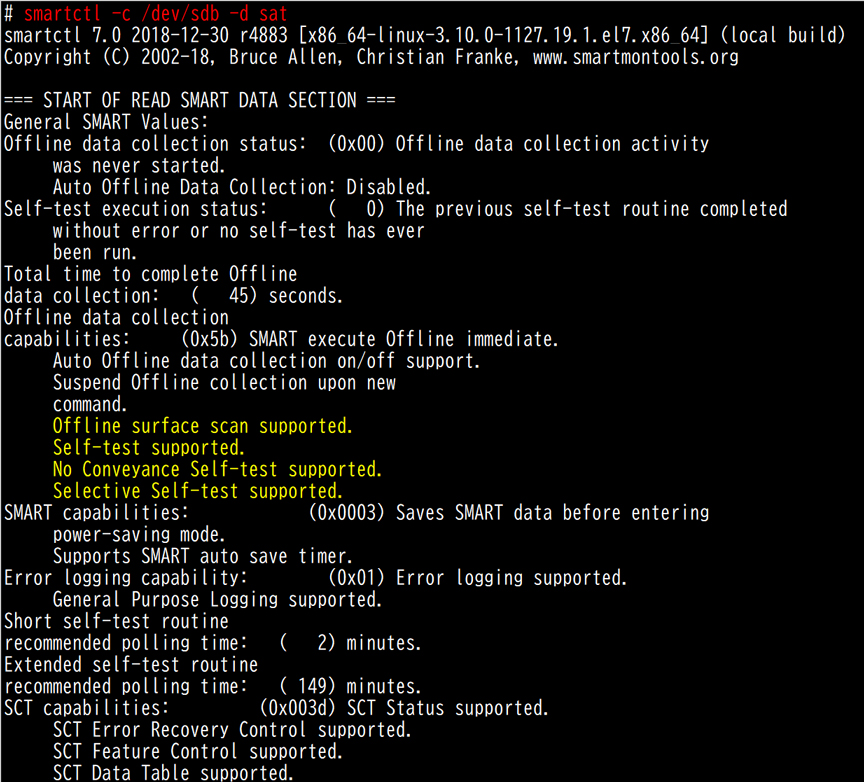 # smartctl -c /dev/sdb -d sat
smartctl 7.0 2018-12-30 r4883 [x86_64-linux-3.10.0-1127.19.1.el7.x86_64] (local build)
Copyright (C) 2002-18, Bruce Allen, Christian Franke, www.smartmontools.org

=== START OF READ SMART DATA SECTION ===
General SMART Values:
Offline data collection status:  (0x00) Offline data collection activity
     was never started.
     Auto Offline Data Collection: Disabled.
Self-test execution status:      (   0) The previous self-test routine completed
     without error or no self-test has ever
     been run.
Total time to complete Offline
data collection:   (   45) seconds.
Offline data collection
capabilities:     (0x5b) SMART execute Offline immediate.
     Auto Offline data collection on/off support.
     Suspend Offline collection upon new
     command.
     Offline surface scan supported.
     Self-test supported.
     No Conveyance Self-test supported.
     Selective Self-test supported.
SMART capabilities:            (0x0003) Saves SMART data before entering
     power-saving mode.
     Supports SMART auto save timer.
Error logging capability:        (0x01) Error logging supported.
     General Purpose Logging supported.
Short self-test routine
recommended polling time:   (   2) minutes.
Extended self-test routine
recommended polling time:   ( 149) minutes.
SCT capabilities:         (0x003d) SCT Status supported.
     SCT Error Recovery Control supported.
     SCT Feature Control supported.
     SCT Data Table supported.